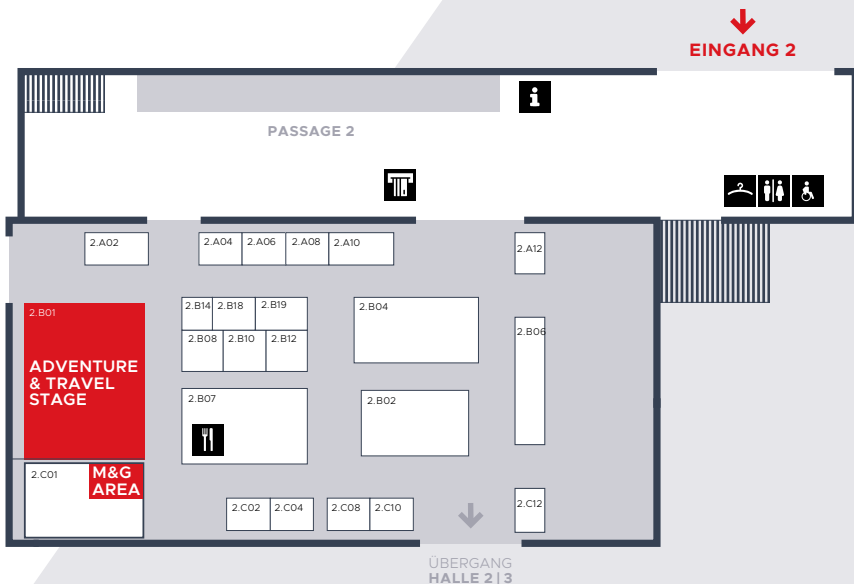 EINGANG 2
PASSAGE 2
2.A02
2.A04
2.A06
2.A08
2.A10
2.A12
2.B01
ADVENTURE
& TRAVEL
STAGE
2.B14
2.B18
2.B19
2.B04
2.B06
2.B08
2.B10
2.B12
2.B07
2.B02
2.C01
M&G
AREA
2.C02
2.C04
2.C08
2.C10
2.C12
ÜBERGANG
HALLE 2|3